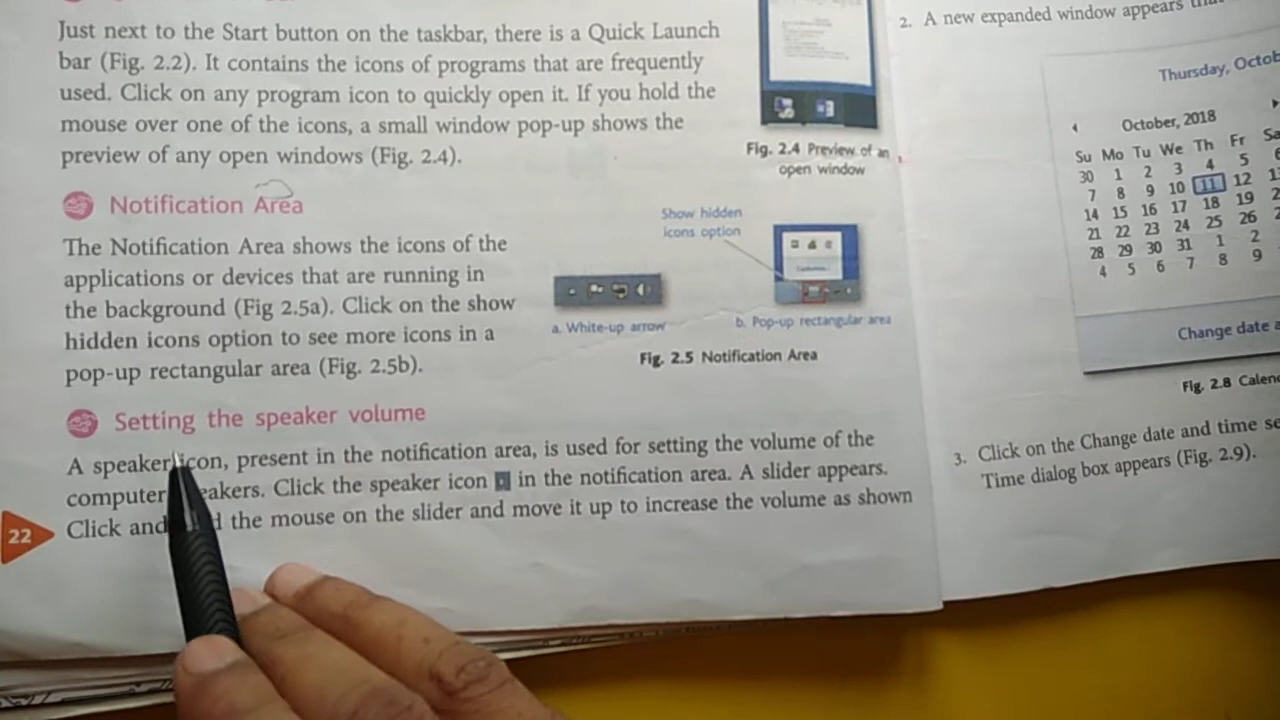 Just next to the Start button on the taskbar, there is a Quick Launch
bar (Fig. 2.2). It contains the icons of programs that are frequently
used. Click on any program icon to quickly open it. If you hold the
mouse over one of the icons, a small window pop-up shows the
preview of any open windows (Fig. 2.4).
Fig. 2.4 Preview of an
open window
Notification Area
The Notification Area shows the icons of the
applications or devices that are running in
the background (Fig 2.5a). Click on the show
hidden icons option to see more icons in a
pop-up rectangular area (Fig. 2.5b).
Show hidden
icons option
a. White-up arrow
b. Pop-up rectangular area
Fig. 2.5 Notification Area
Setting the speaker volume
A speaker icon, present in the notification area, is used for setting the volume of the
computer speakers. Click the speaker icon in the notification area. A slider appears.
Click and the mouse on the slider and move it up to increase the volume as shown
22
2. A new expanded window appears
Thursday, Octob
October, 2018
Su Mo Tu We Th Fr Sa
30 1 2 3 4 5 6
7 8 9 10 11 12
14 15 16 17 18 19
21 22 23 24 25 26
28 29 30 31 1 2
4 5 6 7 8 9
Change date a
Fig. 2.8 Calen
3. Click on the Change date and time se
Time dialog box appears (Fig. 2.9).